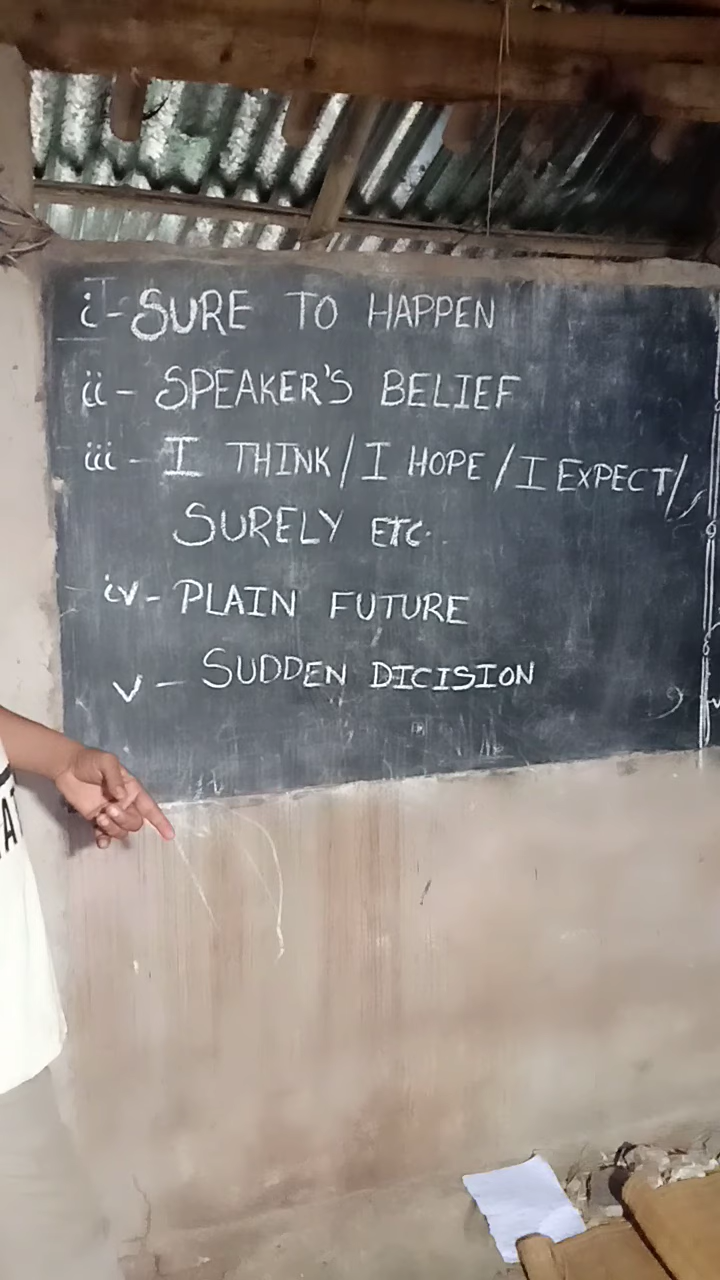 i - SURE TO HAPPEN
ii - SPEAKER'S BELIEF
iii - I THINK / I HOPE / I EXPECT /
SURELY ETC.
iv - PLAIN FUTURE
v - SUDDEN DICISION